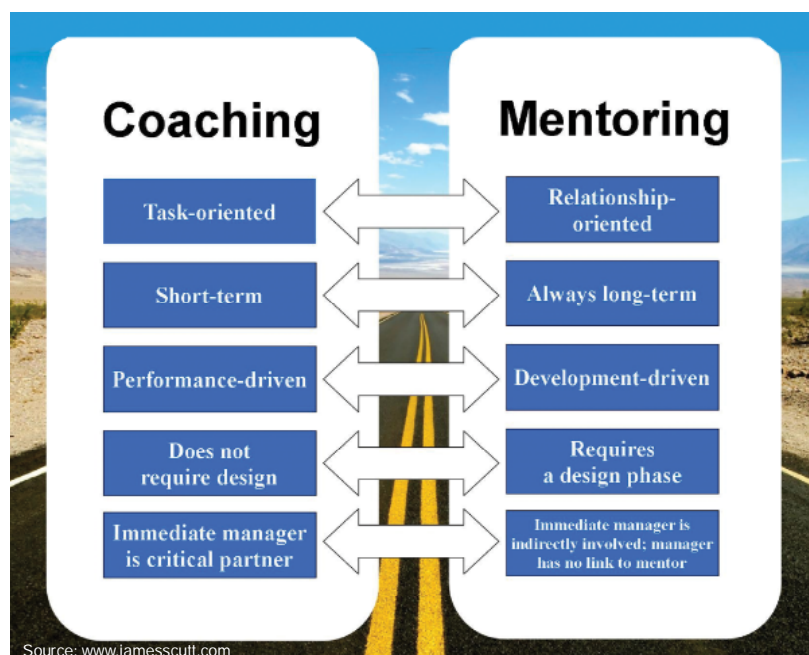 Coaching
Mentoring
Task-oriented
Relationship-
oriented
Short-term
Always long-term
Performance-driven
Development-driven
Does not
require design
Requires
a design phase
Immediate manager
is critical partner
Immediate manager is
indirectly involved; manager
has no link to mentor
Source: www.jamesscutt.com